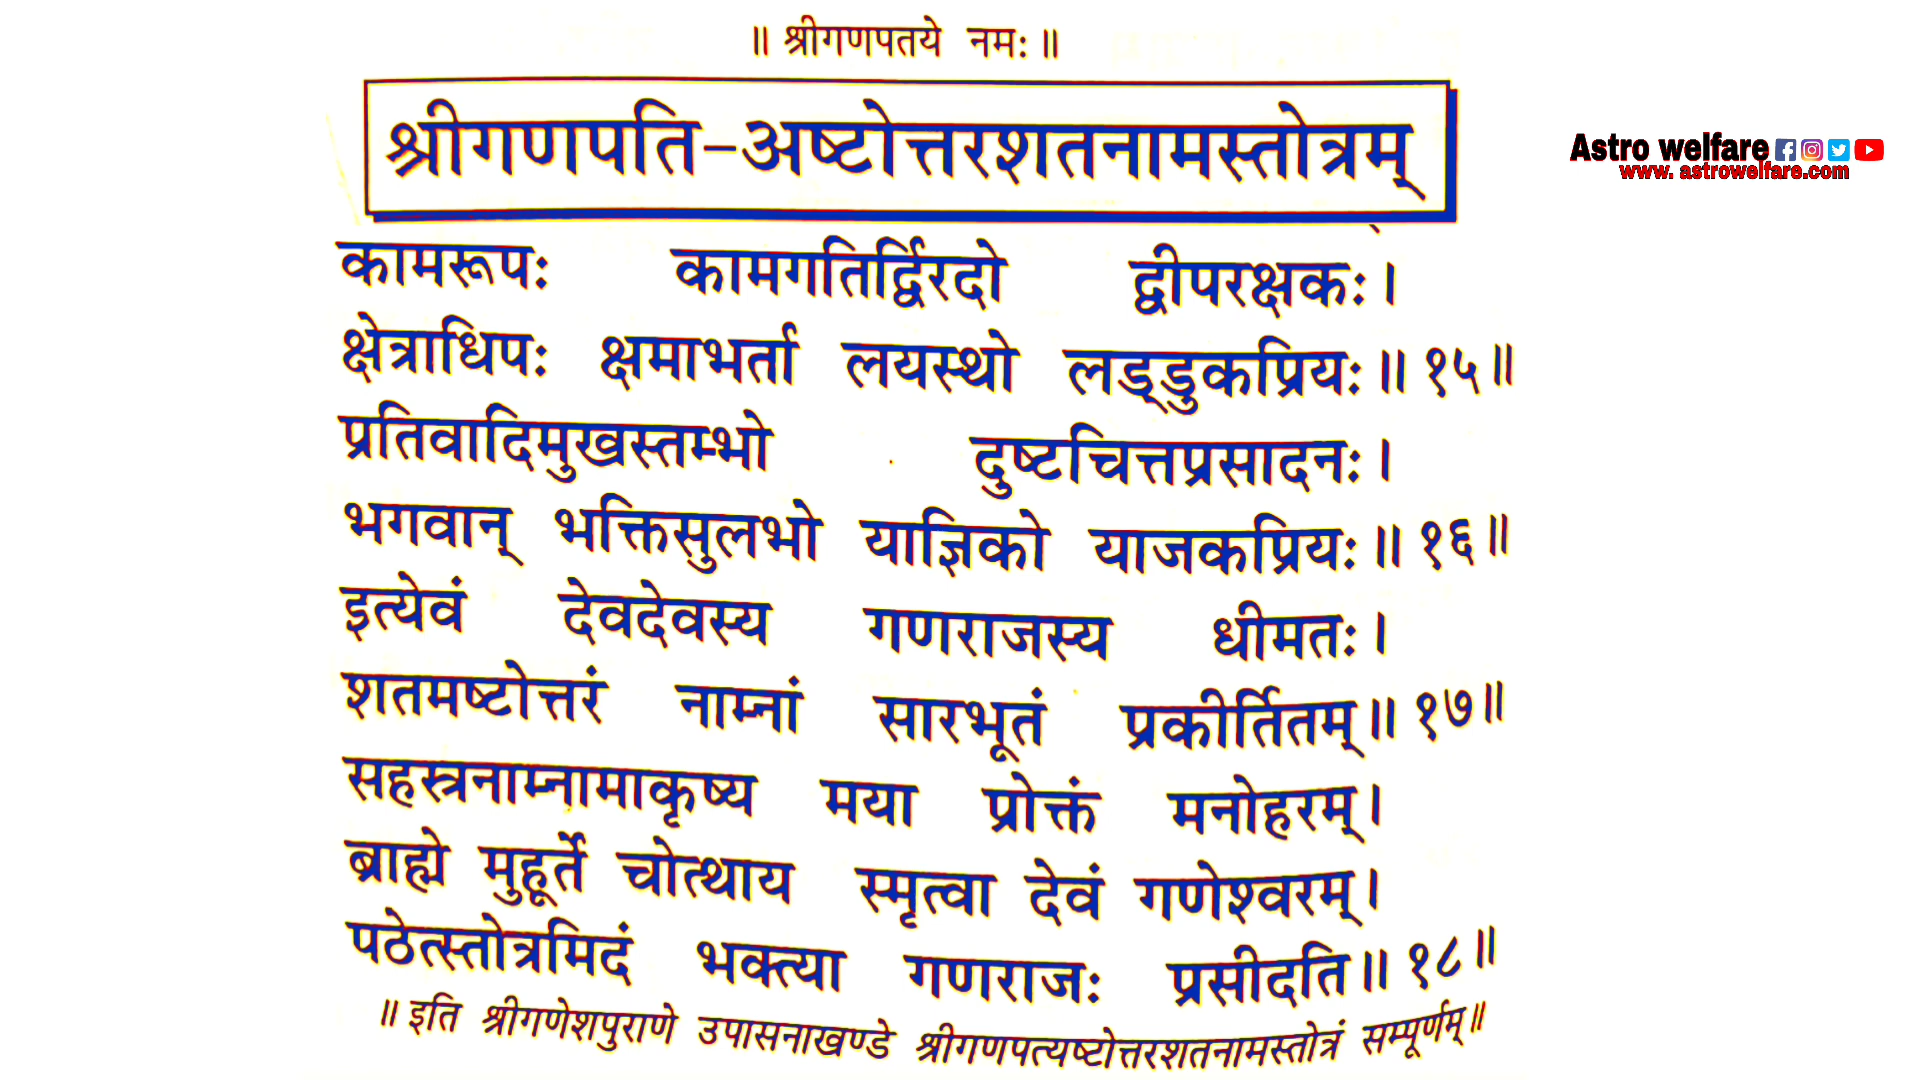 ॥ श्रीगणपतये नमः ॥
श्रीगणपति-अष्टोत्तरशतनामस्तोत्रम्
Astro welfare
www. astrowelfare.com
कामरूपः कामगतिर्द्विरदो द्वीपरक्षकः।
क्षेत्राधिपः क्षमाभर्ता लयस्थो लड्डुकप्रियः॥ १५॥
प्रतिवादिमुखस्तम्भो दुष्टचित्तप्रसादनः।
भगवान् भक्तिसुलभो याज्ञिको याजकप्रियः॥ १६॥
इत्येवं देवदेवस्य गणराजस्य धीमतः।
शतमष्टोत्तरं नाम्नां सारभूतं प्रकीर्तितम्॥ १७॥
सहस्त्रनाम्नामाकृष्य मया प्रोक्तं मनोहरम्।
ब्राह्मे मुहूर्ते चोत्थाय स्मृत्वा देवं गणेश्वरम्।
पठेत्स्तोत्रमिदं भक्त्या गणराजः प्रसीदति॥ १८॥
॥ इति श्रीगणेशपुराणे उपासनाखण्डे श्रीगणपत्यष्टोत्तरशतनामस्तोत्रं सम्पूर्णम्॥